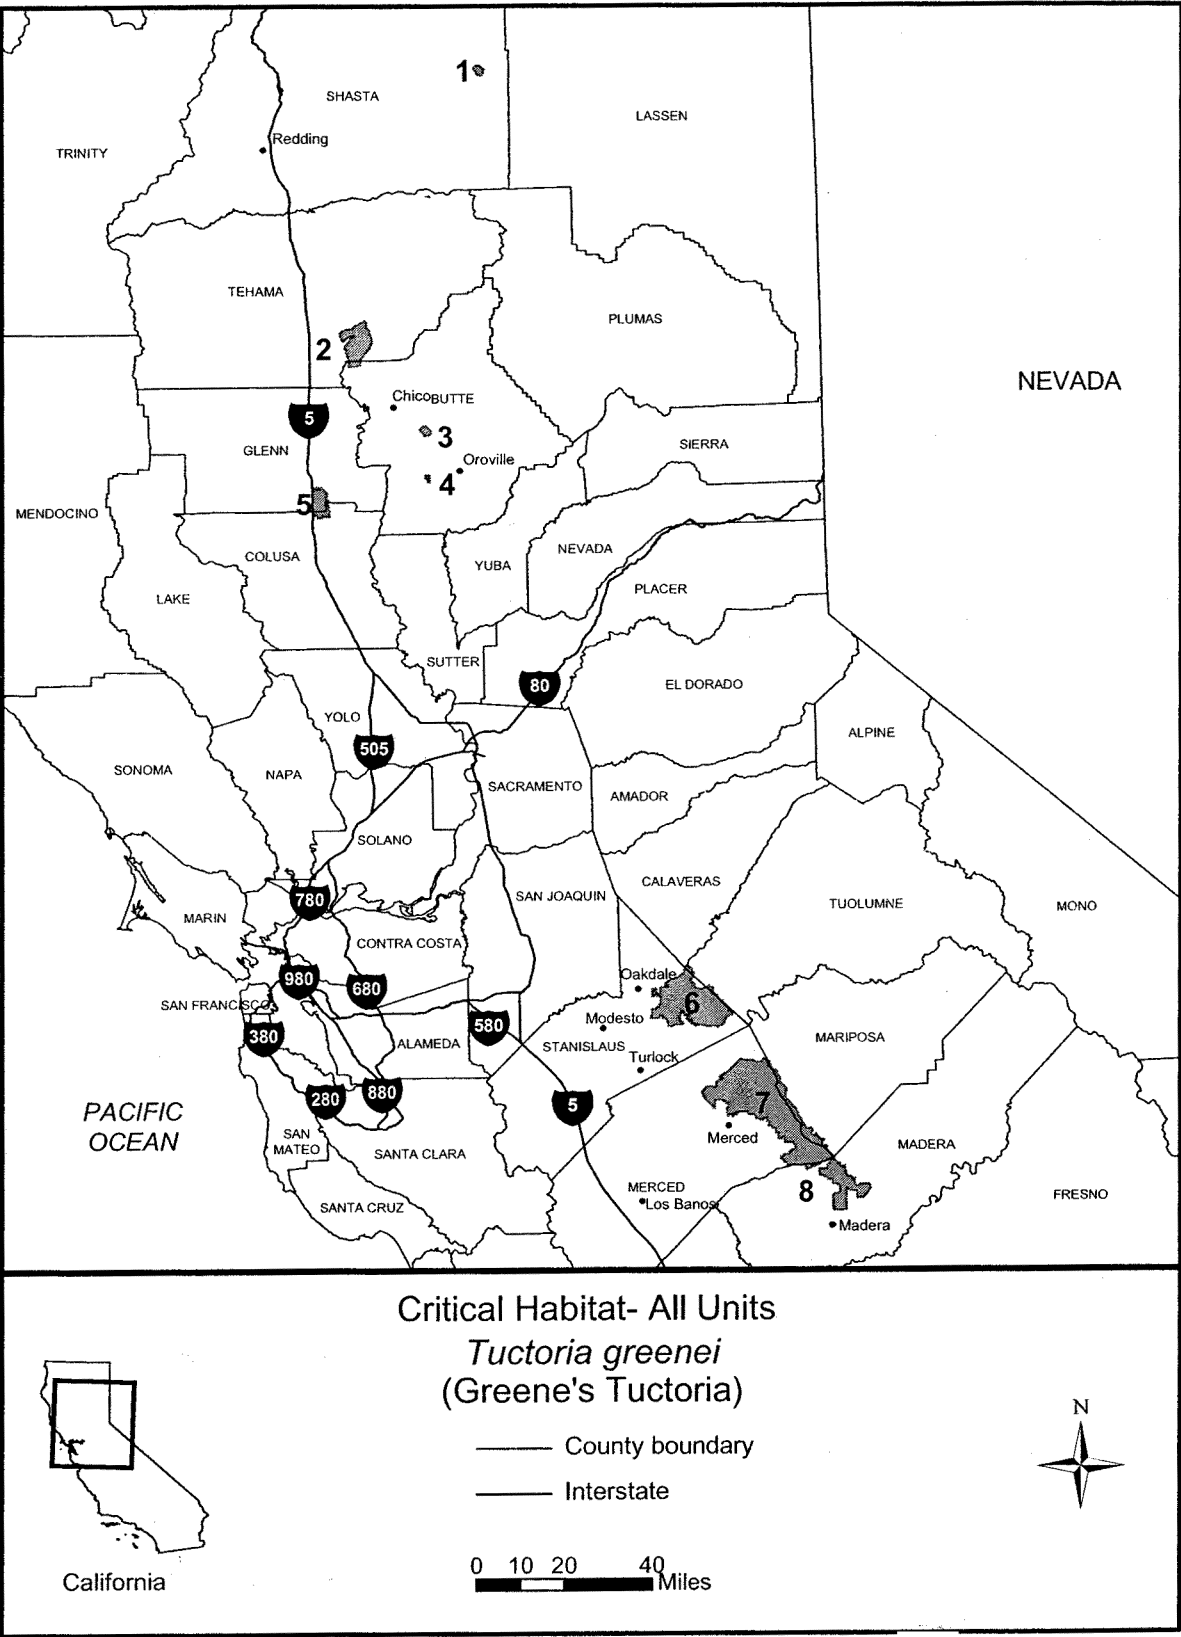 1
SHASTA
LASSEN
Redding
TRINITY
TEHAMA
PLUMAS
2
NEVADA
Chico
BUTTE
5
3
SIERRA
GLENN
Oroville
4
5
MENDOCINO
NEVADA
COLUSA
YUBA
PLACER
LAKE
SUTTER
80
EL DORADO
YOLO
ALPINE
505
SONOMA
NAPA
SACRAMENTO
AMADOR
SOLANO
CALAVERAS
780
SAN JOAQUIN
TUOLUMNE
MONO
MARIN
CONTRA COSTA
Oakdale
980
680
6
SAN FRANCISCO
Modesto
580
380
ALAMEDA
STANISLAUS
MARIPOSA
Turlock
280
880
5
7
PACIFIC
OCEAN
Merced
SAN
MATEO
SANTA CLARA
MADERA
MERCED
8
FRESNO
SANTA CRUZ
Los Banos
Madera
Critical Habitat- All Units
Tuctoria greenei
(Greene's Tuctoria)
County boundary
Interstate
N
0 10 20 40
Miles
California